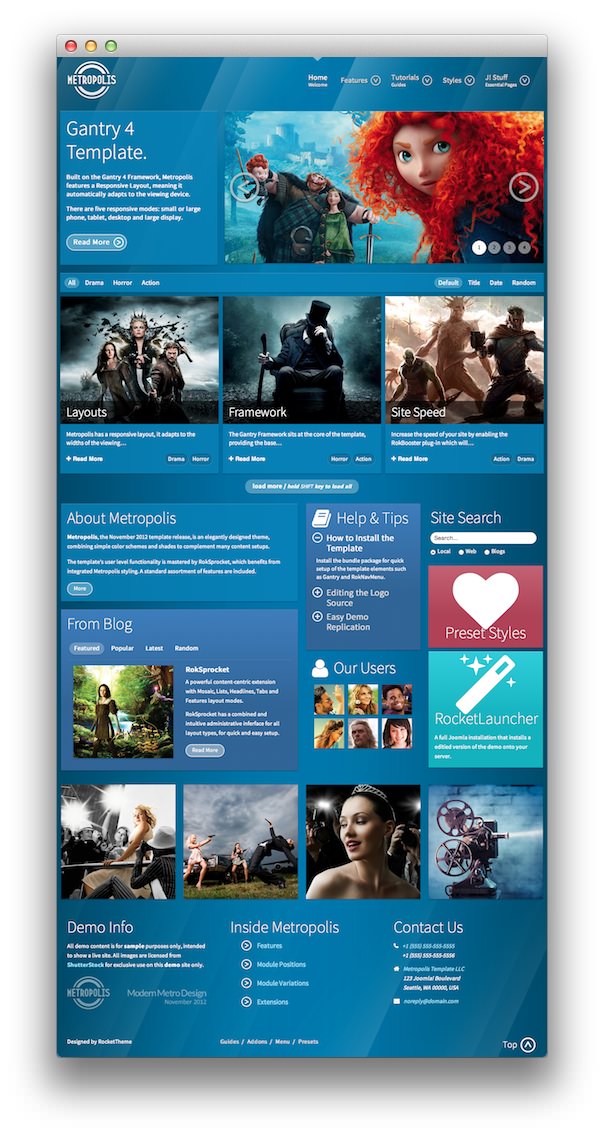 METROPOLIS
Home
Welcome
Features
Tutorials
Guides
Styles
J! Stuff
Essential Pages
Gantry 4
Template.
Built on the Gantry 4 Framework, Metropolis
features a Responsive Layout, meaning it
automatically adapts to the viewing device.
There are five responsive modes: small or large
phone, tablet, desktop and large display.
Read More
1 2 3 4
All Drama Horror Action
Default Title Date Random
Layouts
Metropolis has a responsive layout, it adapts to the
widths of the viewing...
+ Read More Drama Horror
Framework
The Gantry Framework sits at the core of the template,
providing the base...
+ Read More Horror Action
Site Speed
Increase the speed of your site by enabling the
RokBooster plug-in which will...
+ Read More Action Drama
load more / hold SHIFT key to load all
About Metropolis
Metropolis, the November 2012 template release, is an elegantly designed theme,
combining simple color schemes and shades to complement many content setups.
The template's user level functionality is mastered by RokSprocket, which benefits from
integrated Metropolis styling. A standard assortment of features are included.
More
Help & Tips
How to Install the
Template
Install the bundle package for quick
setup of the template elements such
as Gantry and RokNavMenu.
Editing the Logo
Source
Easy Demo
Replication
Site Search
Search...
Local Web Blogs
Preset Styles
From Blog
Featured Popular Latest Random
RokSprocket
A powerful content-centric extension
with Mosaic, Lists, Headlines, Tabs and
Features layout modes.
RokSprocket has a combined and
intuitive administrative inferface for all
layout types, for quick and easy setup.
Read More
Our Users
RocketLauncher
A full Joomla installation that installs a
editied version of the demo onto your
server.
Demo Info
All demo content is for sample purposes only, intended
to show a live site. All images are licensed from
ShutterStock for exclusive use on this demo site only.
METROPOLIS
Modern Metro Design
November 2012
Inside Metropolis
Features
Module Positions
Module Variations
Extensions
Contact Us
+1 (555) 555-555-5555
+1 (555) 555-555-5556
Metropolis Template LLC
123 Joomla! Boulevard
Seattle, WA 00000, USA
noreply@domain.com
Designed by RocketTheme
Guides / Addons / Menu / Presets
Top